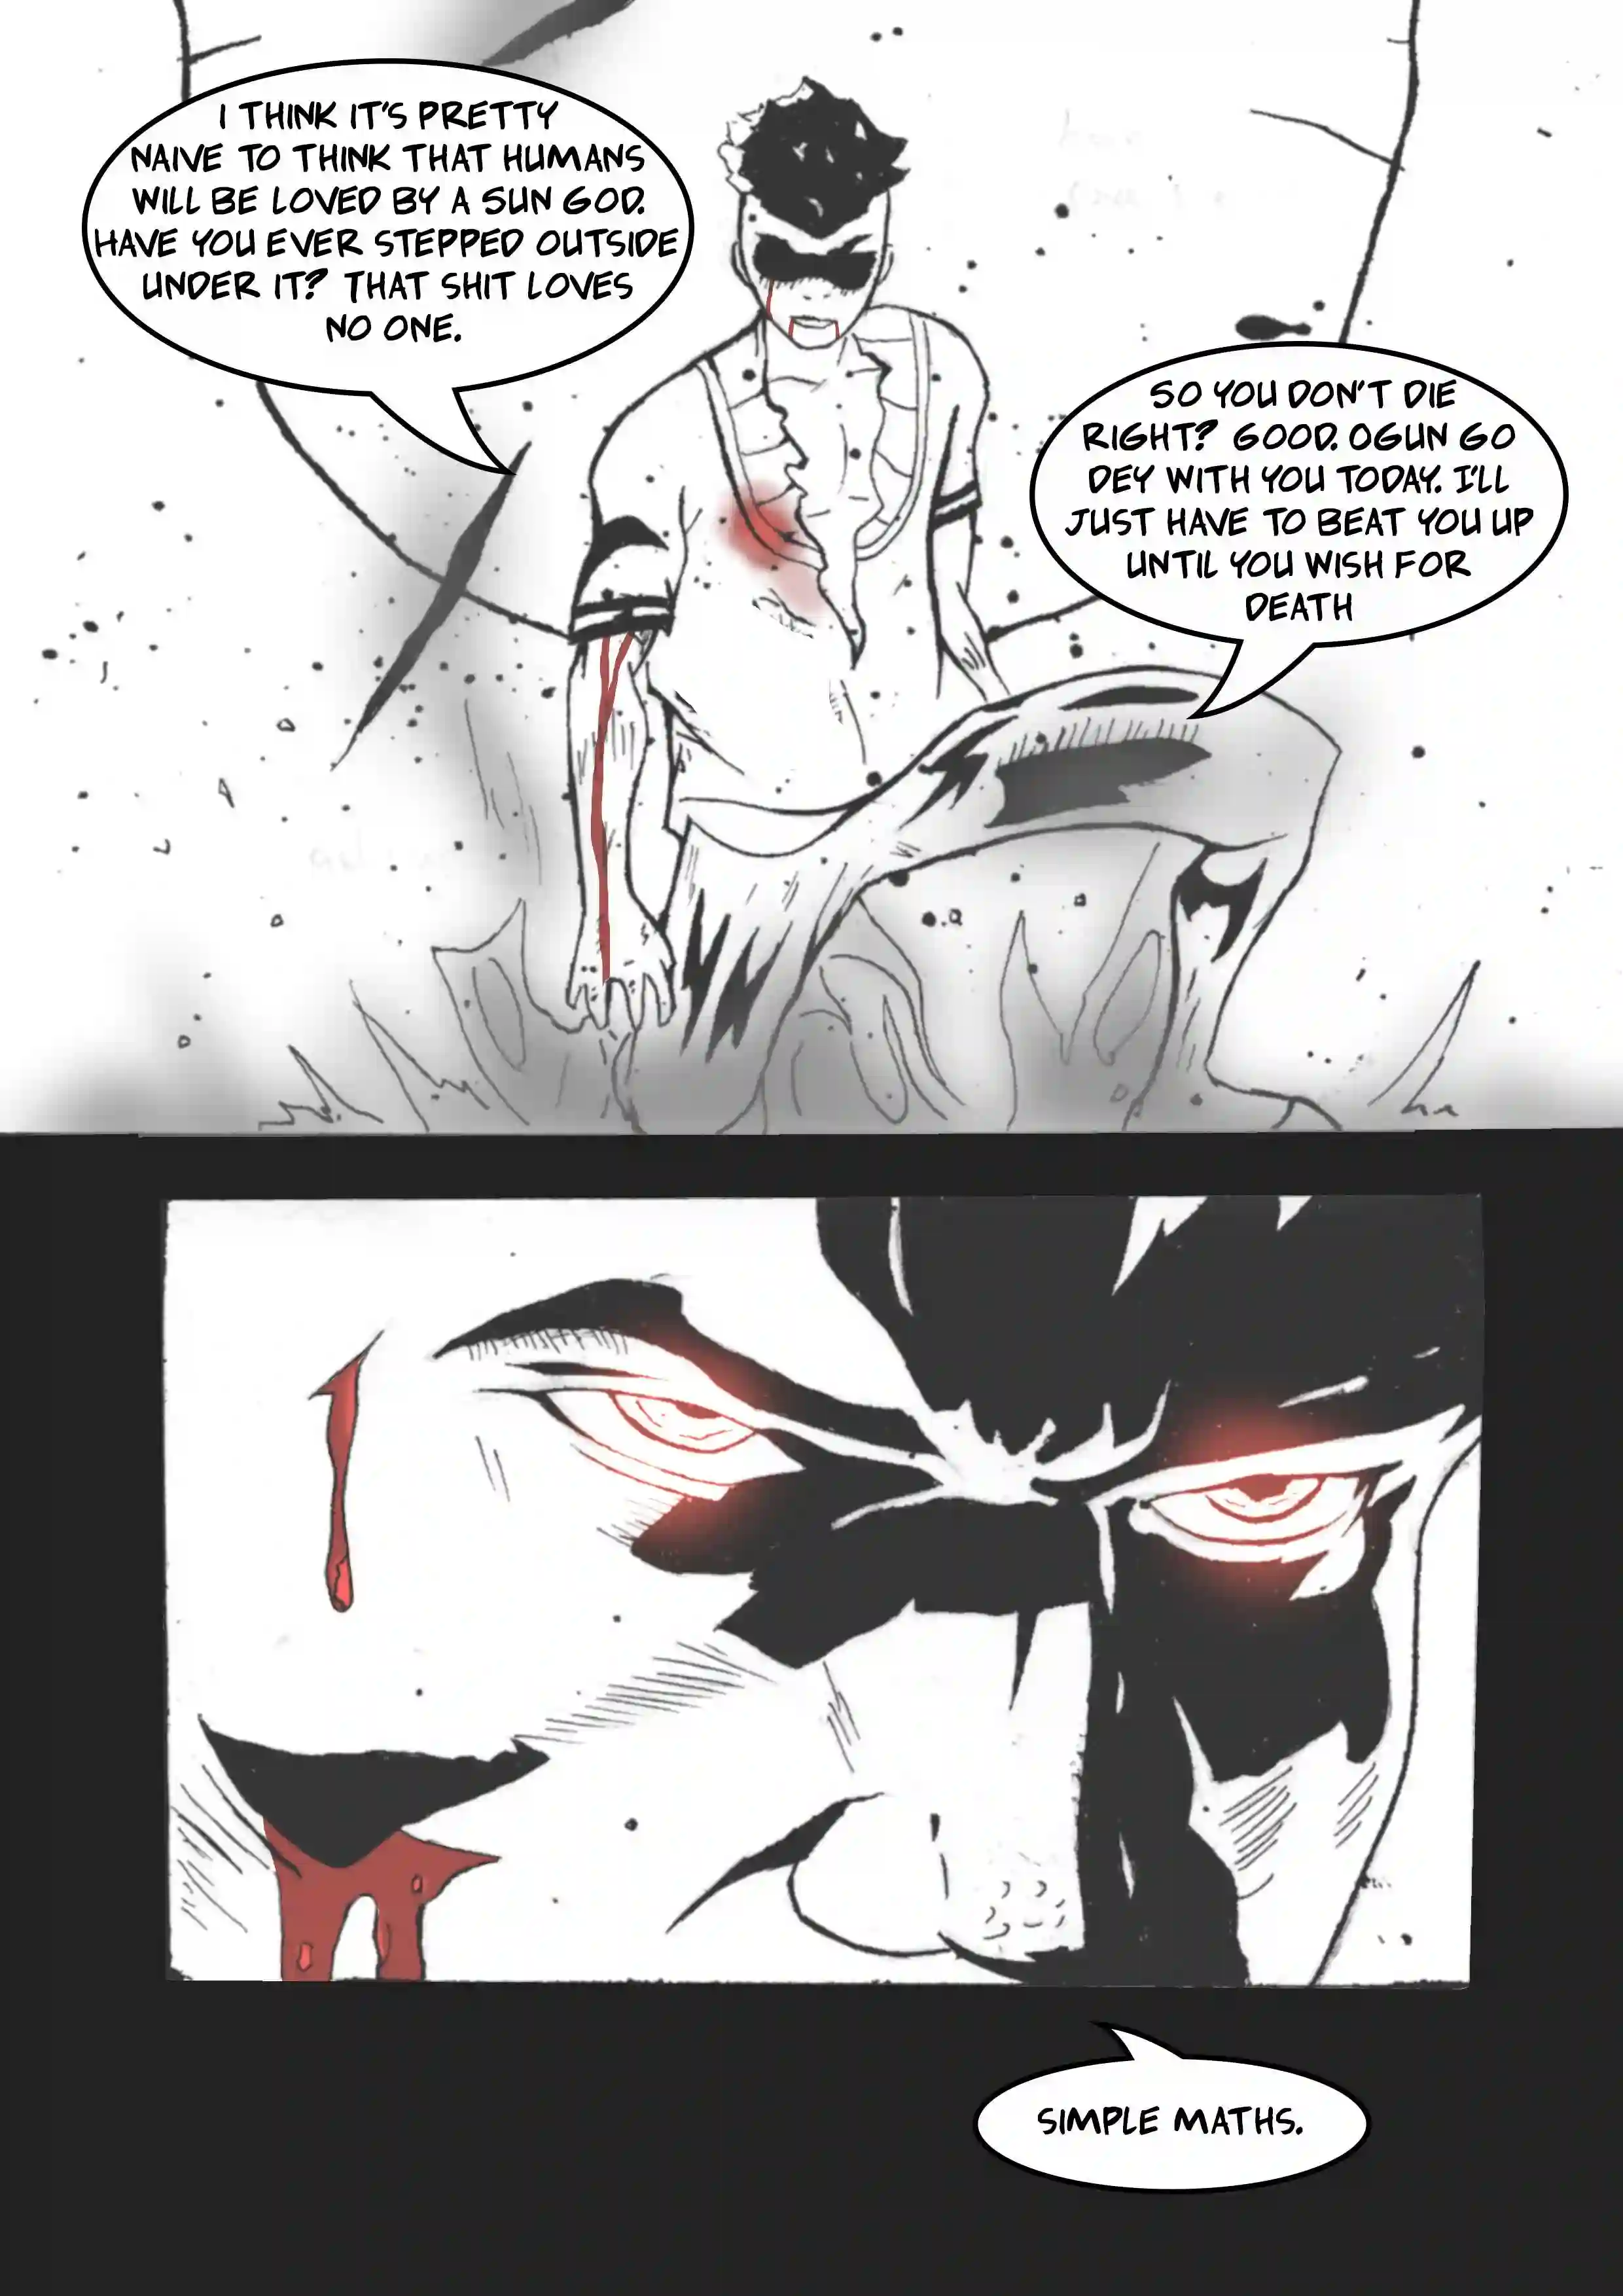 I THINK IT'S PRETTY
NAIVE TO THINK THAT HUMANS
WILL BE LOVED BY A SUN GOD.
HAVE YOU EVER STEPPED OUTSIDE
UNDER IT? THAT SHIT LOVES
NO ONE.
SO YOU DON'T DIE
RIGHT? GOOD. OGUN GO
DEY WITH YOU TODAY. I'LL
JUST HAVE TO BEAT YOU UP
UNTIL YOU WISH FOR
DEATH
SIMPLE MATHS.